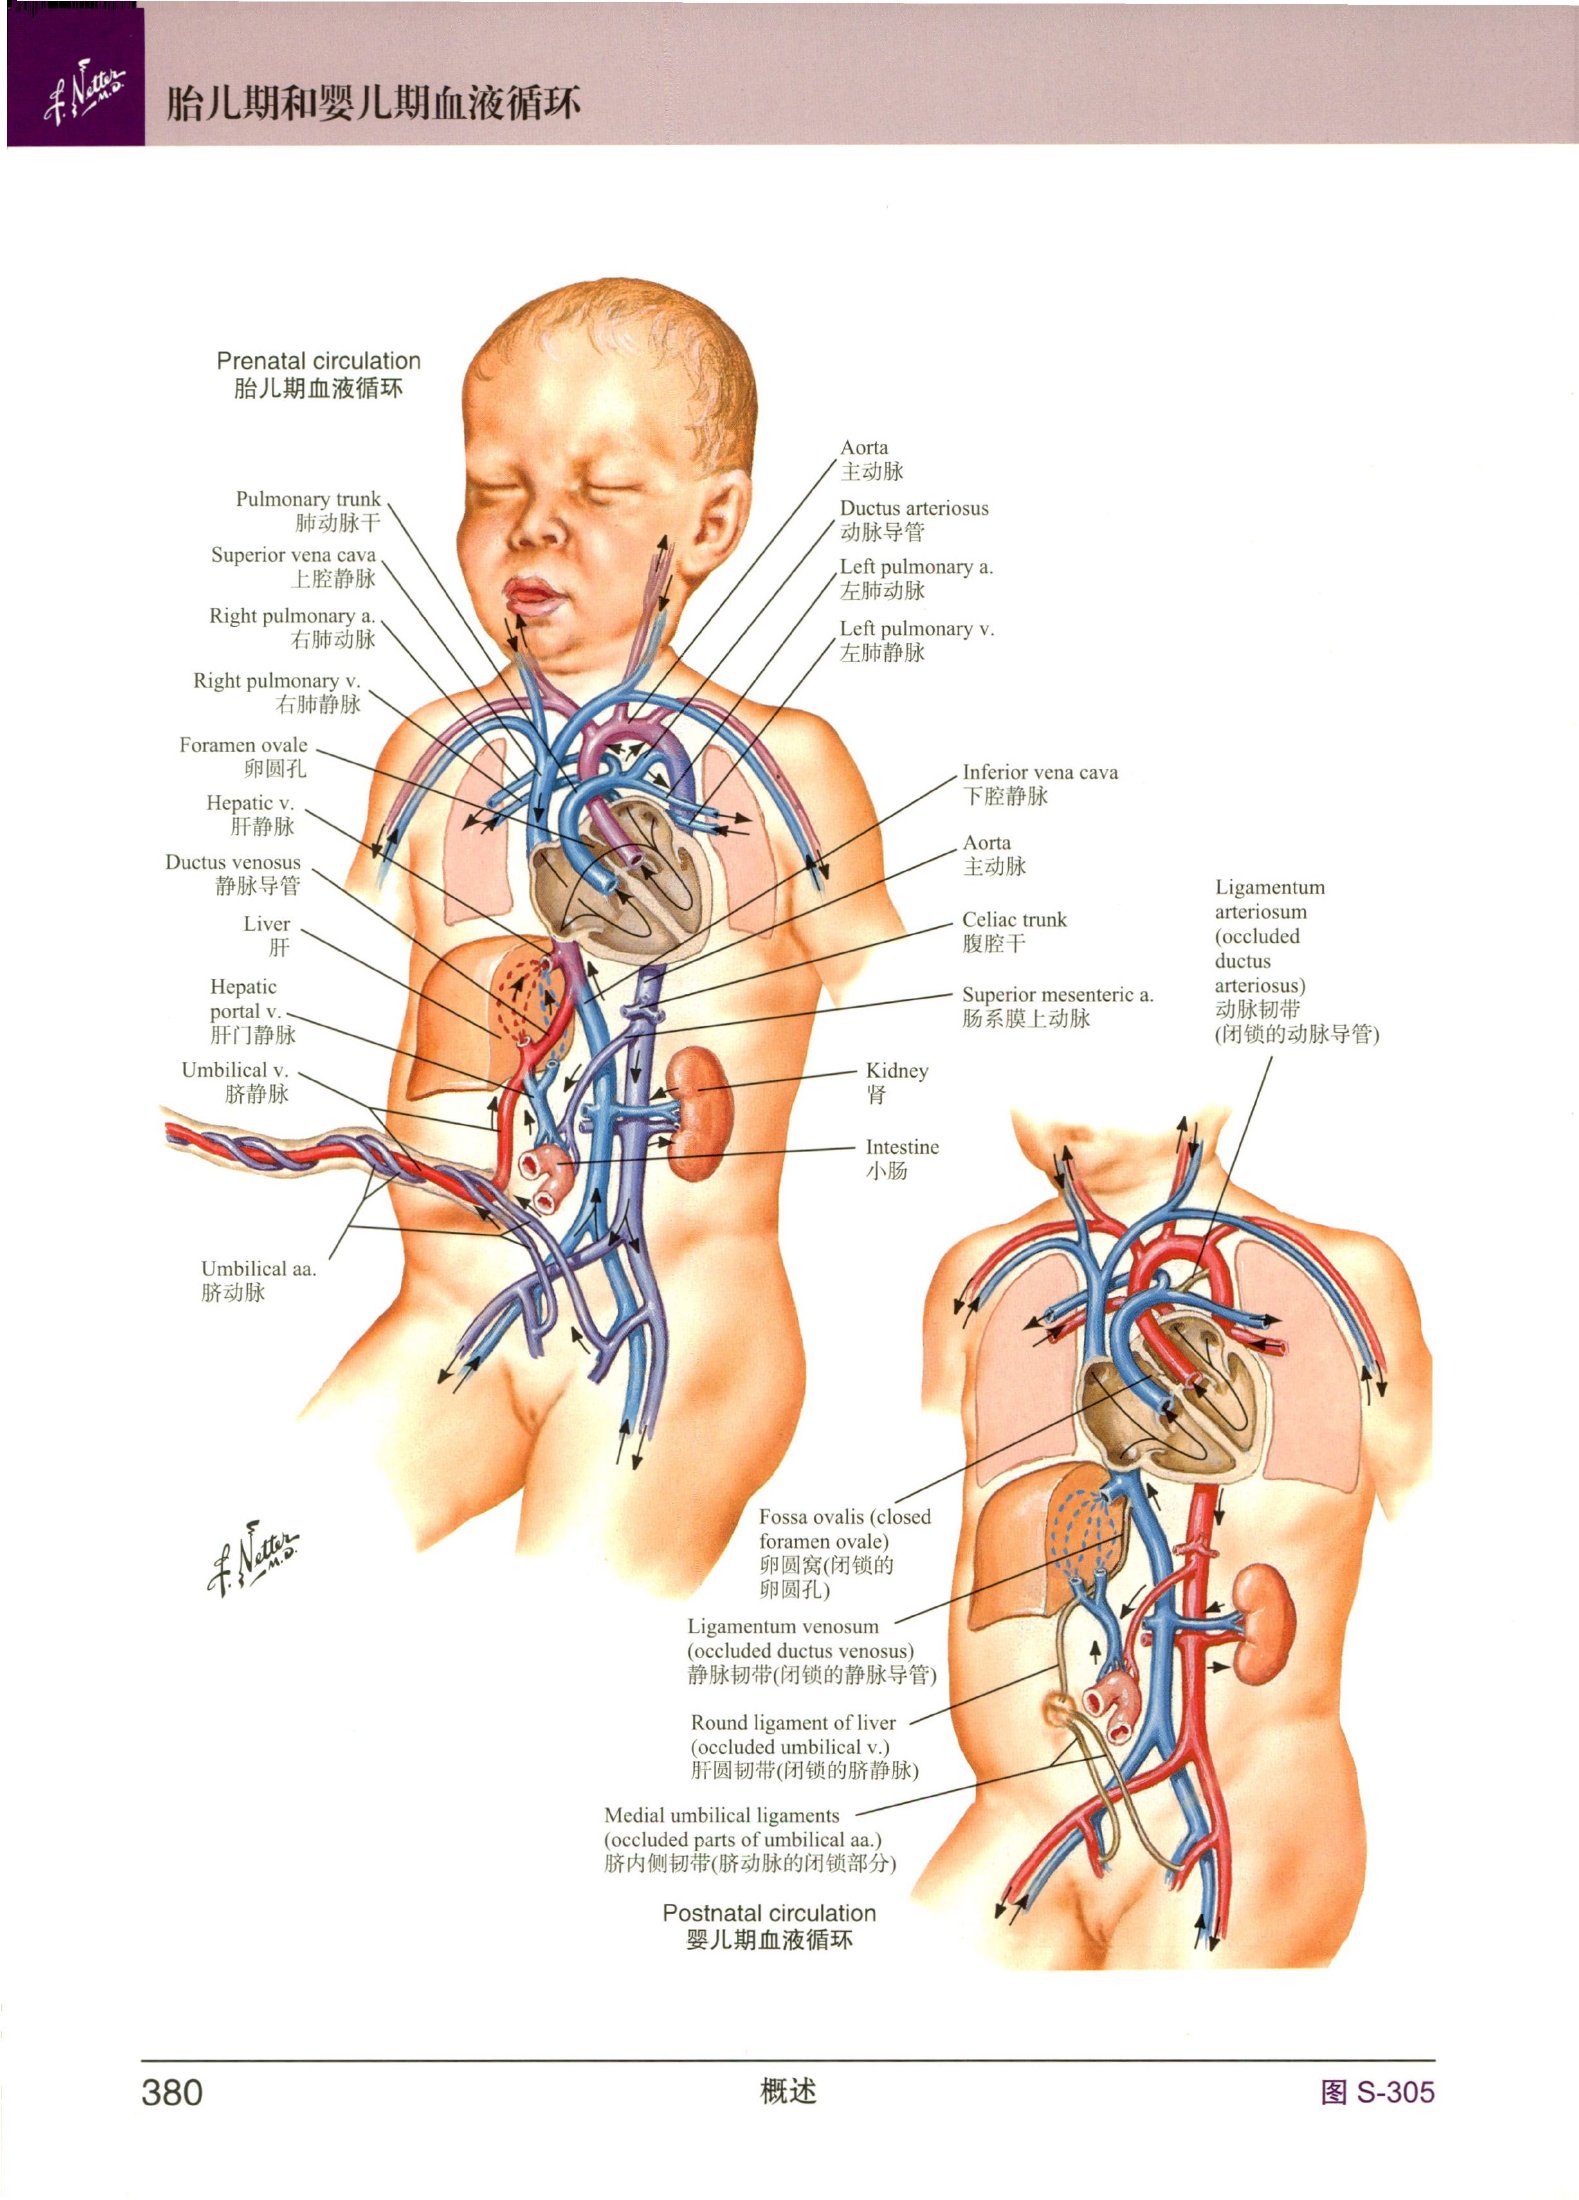 F. Netter
M.D.
胎儿期和婴儿期血液循环
Prenatal circulation
胎儿期血液循环
Pulmonary trunk
肺动脉干
Superior vena cava
上腔静脉
Right pulmonary a.
右肺动脉
Right pulmonary v.
右肺静脉
Foramen ovale
卵圆孔
Hepatic v.
肝静脉
Ductus venosus
静脉导管
Liver
肝
Hepatic
portal v.
肝门静脉
Umbilical v.
脐静脉
Umbilical aa.
脐动脉
Aorta
主动脉
Ductus arteriosus
动脉导管
Left pulmonary a.
左肺动脉
Left pulmonary v.
左肺静脉
Inferior vena cava
下腔静脉
Aorta
主动脉
Celiac trunk
腹腔干
Superior mesenteric a.
肠系膜上动脉
Kidney
肾
Intestine
小肠
Ligamentum
arteriosum
(occluded
ductus
arteriosus)
动脉韧带
(闭锁的动脉导管)
F. Netter
M.D.
Fossa ovalis (closed
foramen ovale)
卵圆窝(闭锁的
卵圆孔)
Ligamentum venosum
(occluded ductus venosus)
静脉韧带(闭锁的静脉导管)
Round ligament of liver
(occluded umbilical v.)
肝圆韧带(闭锁的脐静脉)
Medial umbilical ligaments
(occluded parts of umbilical aa.)
脐内侧韧带(脐动脉的闭锁部分)
Postnatal circulation
婴儿期血液循环
380
概述
图 S-305